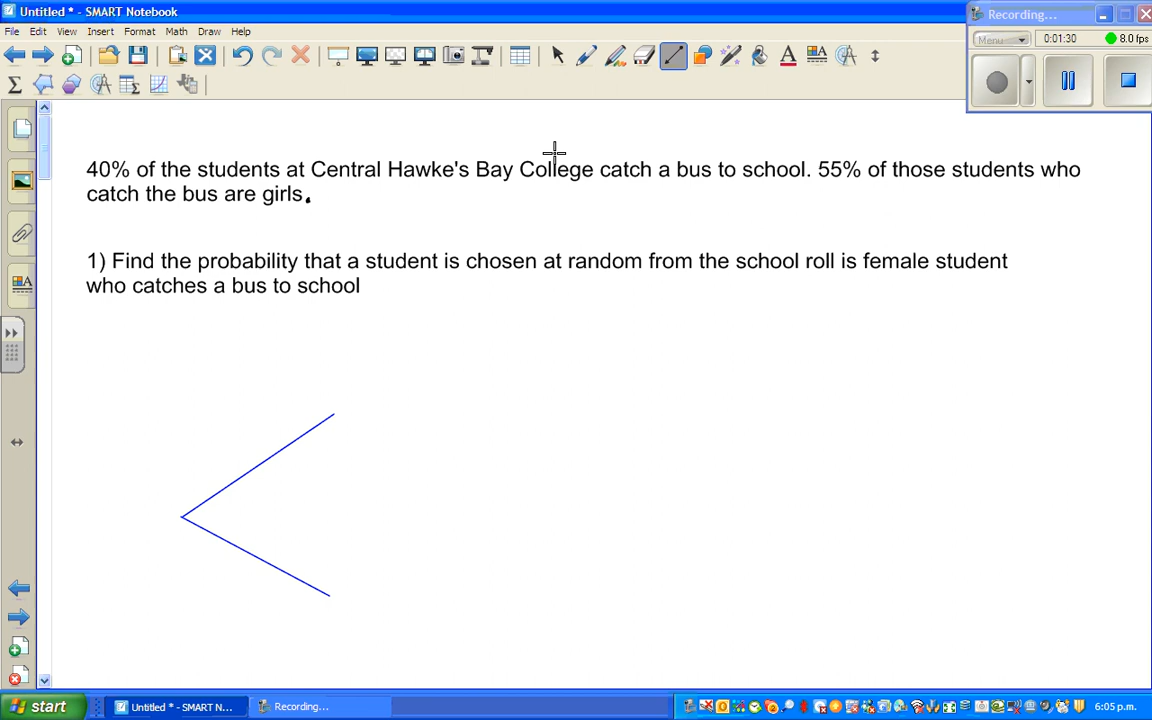 Untitled * - SMART Notebook
Recording...
File Edit View Insert Format Math Draw Help
Menu
0:01:30
8.0 fps
40% of the students at Central Hawke's Bay College catch a bus to school. 55% of those students who
catch the bus are girls.
1) Find the probability that a student is chosen at random from the school roll is female student
who catches a bus to school
start
Untitled * - SMART N...
Recording...
6:05 p.m.